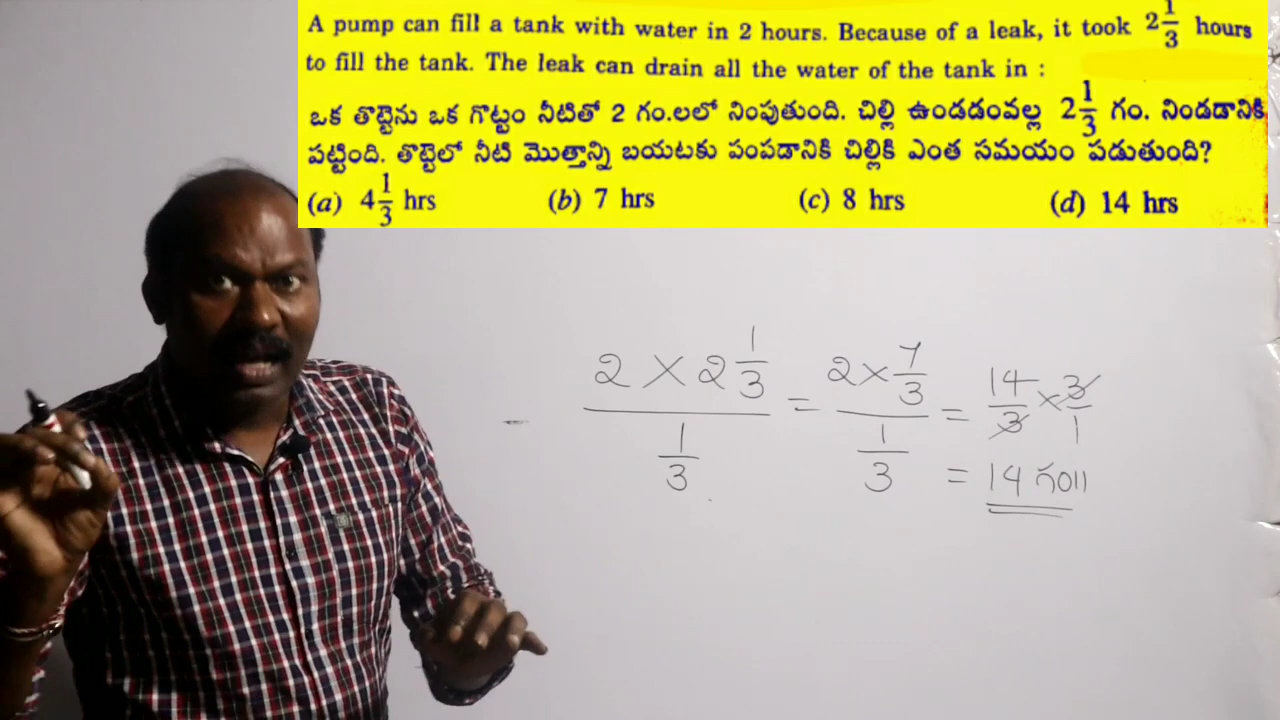 A pump can fill a tank with water in 2 hours. Because of a leak, it took 2 1/3 hours
to fill the tank. The leak can drain all the water of the tank in :
ఒక తొట్టెను ఒక గొట్టం నీటితో 2 గం.లలో నింపుతుంది. చిల్లి ఉండడంవల్ల 2 1/3 గం. నిండడానికి
పట్టింది. తొట్టెలో నీటి మొత్తాన్ని బయటకు పంపడానికి చిల్లికి ఎంత సమయం పడుతుంది?
(a) 4 1/3 hrs (b) 7 hrs (c) 8 hrs (d) 14 hrs
2 × 2 1/3 / 1/3 = 2 × 7/3 / 1/3 = 14/3 × 3/1
= 14 గం||